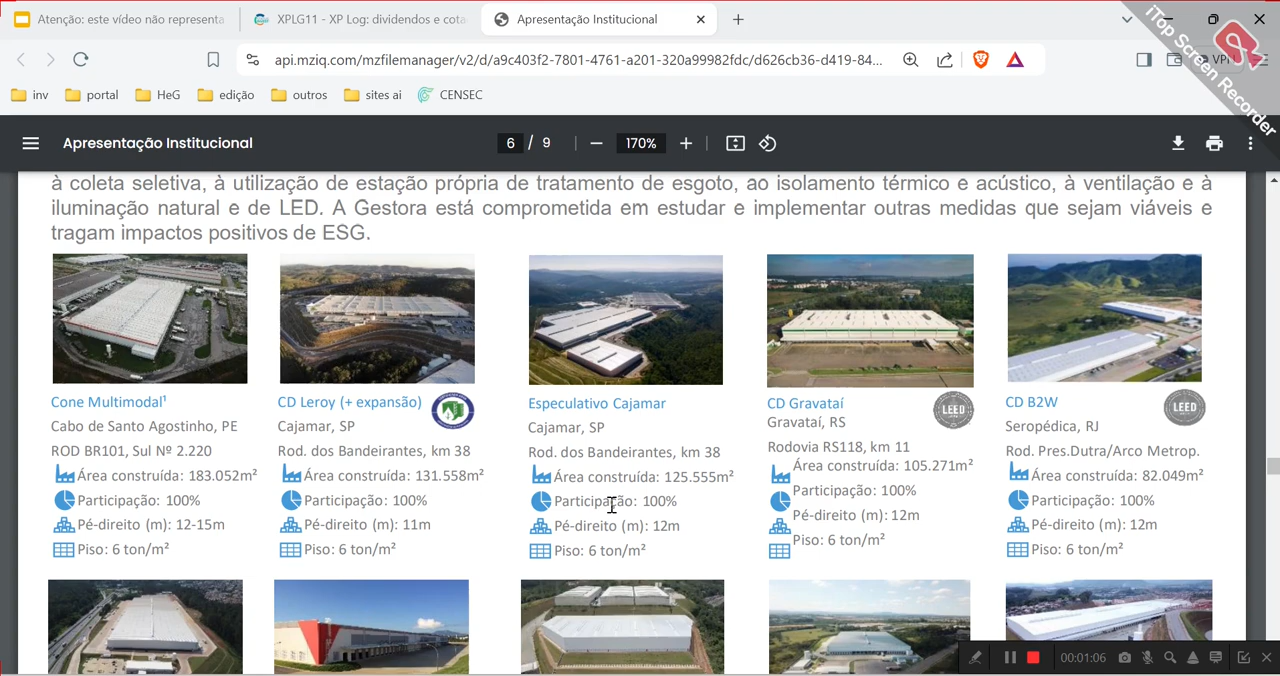 Atenção: este vídeo não representa
XPLG11 - XP Log: dividendos e cota
Apresentação Institucional
api.mziq.com/mzfilemanager/v2/d/a9c403f2-7801-4761-a201-320a99982fdc/d626cb36-d419-84...
VPN
iTop Screen Recorder
inv
portal
HeG
edição
outros
sites ai
CENSEC
Apresentação Institucional
6 / 9
170%
à coleta seletiva, à utilização de estação própria de tratamento de esgoto, ao isolamento térmico e acústico, à ventilação e à
iluminação natural e de LED. A Gestora está comprometida em estudar e implementar outras medidas que sejam viáveis e
tragam impactos positivos de ESG.
Cone Multimodal¹
Cabo de Santo Agostinho, PE
ROD BR101, Sul Nº 2.220
Área construída: 183.052m²
Participação: 100%
Pé-direito (m): 12-15m
Piso: 6 ton/m²
CD Leroy (+ expansão)
Cajamar, SP
Rod. dos Bandeirantes, km 38
Área construída: 131.558m²
Participação: 100%
Pé-direito (m): 11m
Piso: 6 ton/m²
Especulativo Cajamar
Cajamar, SP
Rod. dos Bandeirantes, km 38
Área construída: 125.555m²
Participação: 100%
Pé-direito (m): 12m
Piso: 6 ton/m²
CD Gravataí
LEED
Gravataí, RS
Rodovia RS118, km 11
Área construída: 105.271m²
Participação: 100%
Pé-direito (m): 12m
Piso: 6 ton/m²
CD B2W
LEED
Seropédica, RJ
Rod. Pres.Dutra/Arco Metrop.
Área construída: 82.049m²
Participação: 100%
Pé-direito (m): 12m
Piso: 6 ton/m²
00:01:06